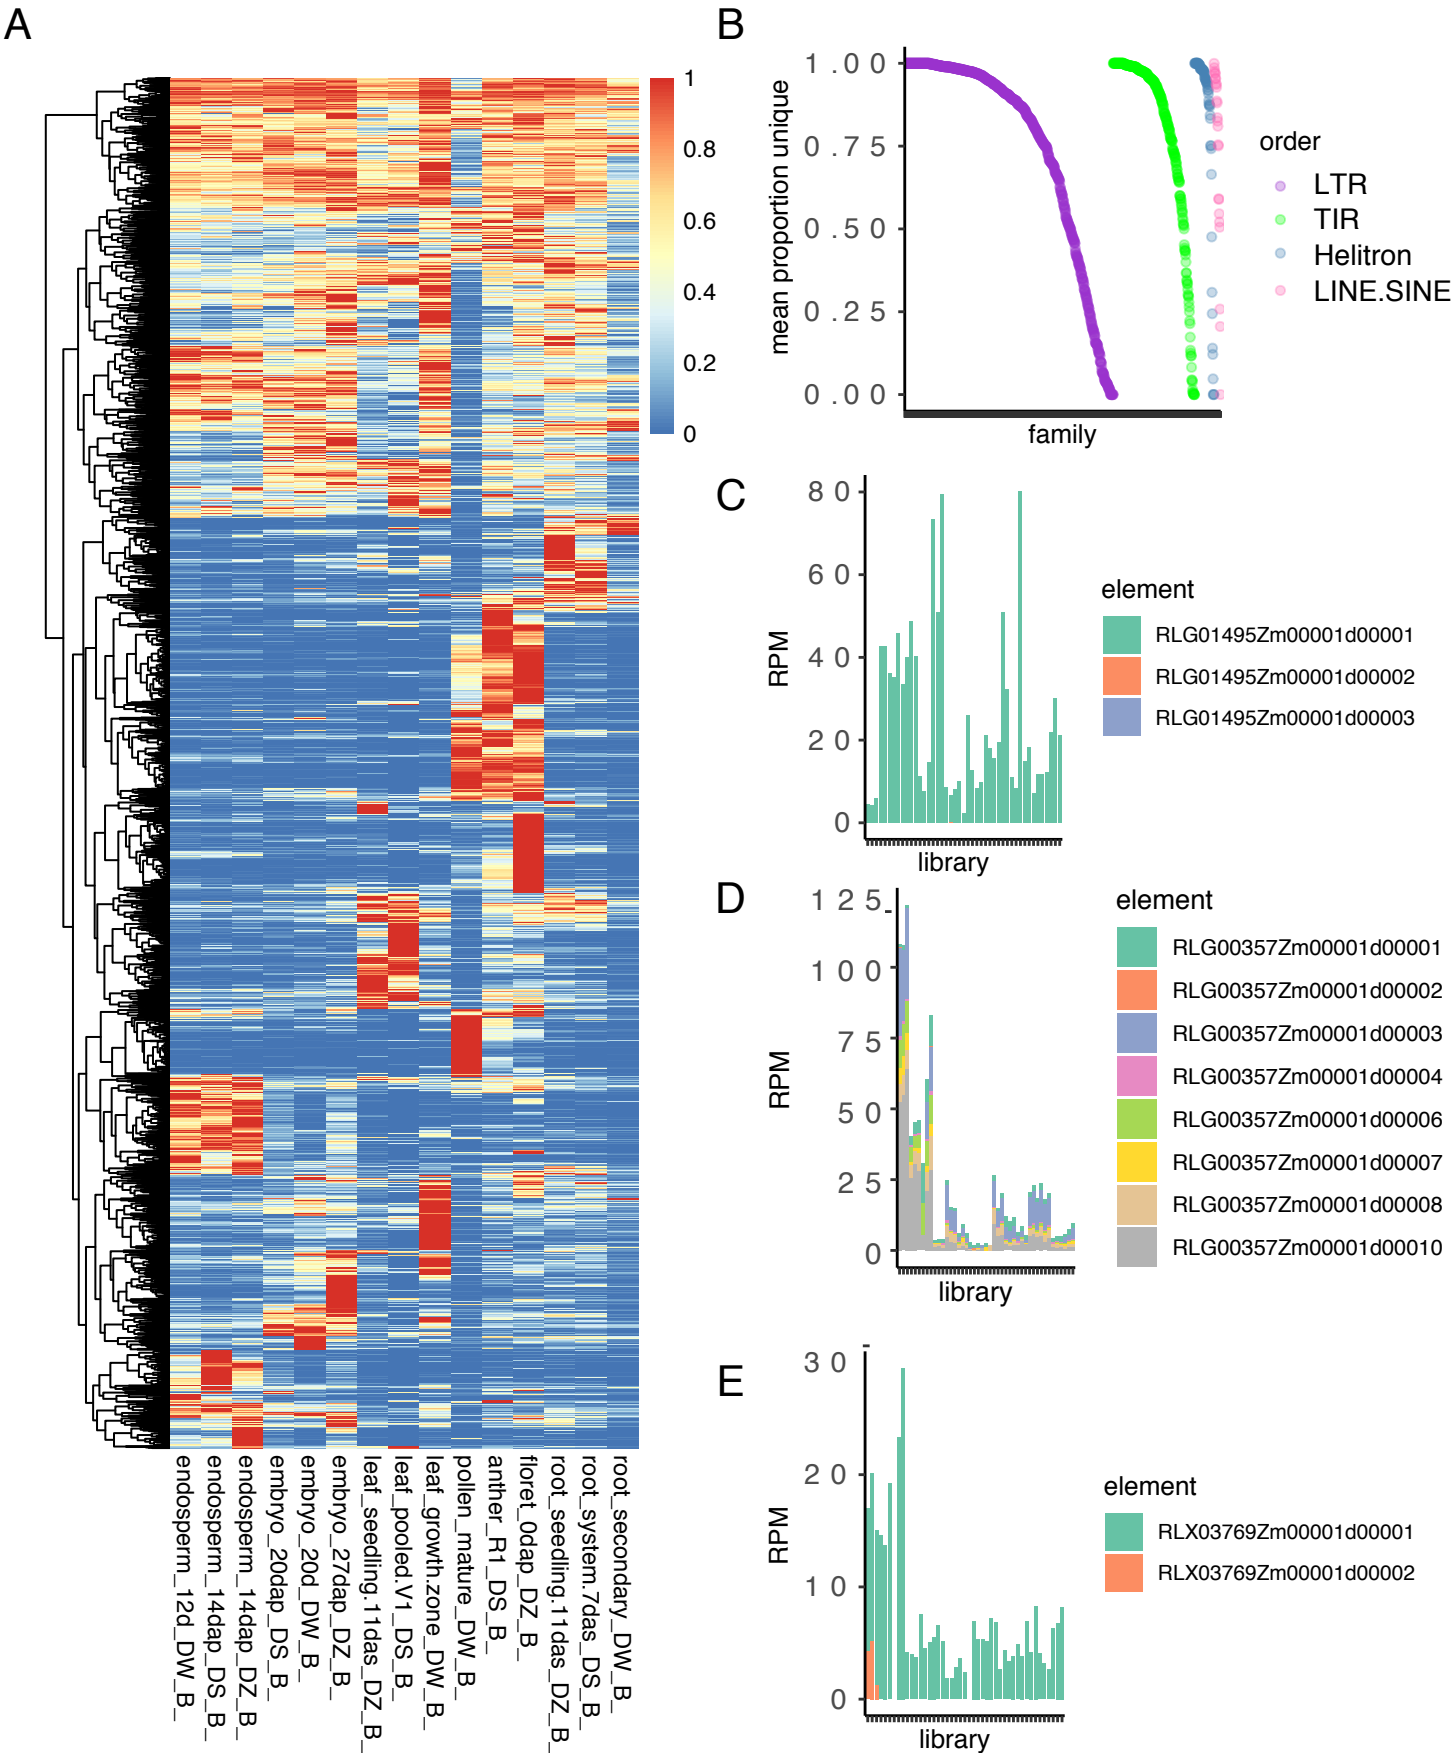 A
1
0.8
0.6
0.4
0.2
0
endosperm_12d_DW_B_
endosperm_14dap_DS_B_
endosperm_14dap_DZ_B_
embryo_20dap_DS_B_
embryo_20d_DW_B_
embryo_27dap_DZ_B_
leaf_seedling.11das_DZ_B_
leaf_pooled.V1_DS_B_
leaf_growth.zone_DW_B_
pollen_mature_DW_B_
anther_R1_DS_B_
floret_0dap_DZ_B_
root_seedling.11das_DZ_B_
root_system.7das_DS_B_
root_secondary_DW_B_
B
mean proportion unique
1.00
0.75
0.50
0.25
0.00
family
order
LTR
TIR
Helitron
LINE.SINE
C
RPM
80
60
40
20
0
library
element
RLG01495Zm00001d00001
RLG01495Zm00001d00002
RLG01495Zm00001d00003
D
RPM
125
100
75
50
25
0
library
element
RLG00357Zm00001d00001
RLG00357Zm00001d00002
RLG00357Zm00001d00003
RLG00357Zm00001d00004
RLG00357Zm00001d00006
RLG00357Zm00001d00007
RLG00357Zm00001d00008
RLG00357Zm00001d00010
E
RPM
30
20
10
0
library
element
RLX03769Zm00001d00001
RLX03769Zm00001d00002